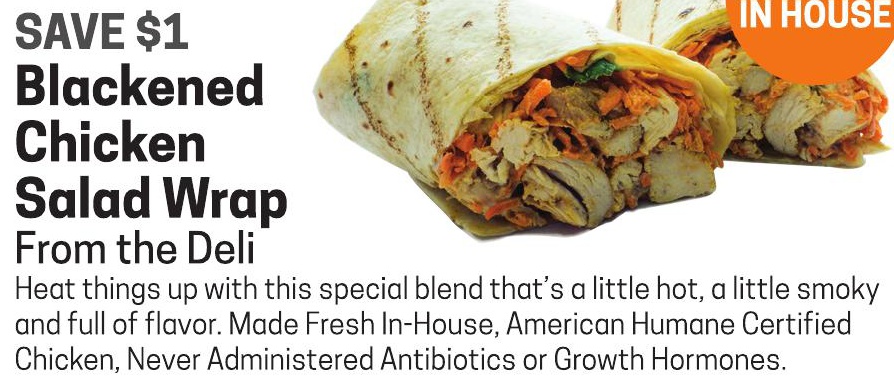 IN HOUSE
SAVE $1
Blackened
Chicken
Salad Wrap
From the Deli
Heat things up with this special blend that's a little hot, a little smoky
and full of flavor. Made Fresh In-House, American Humane Certified
Chicken, Never Administered Antibiotics or Growth Hormones.